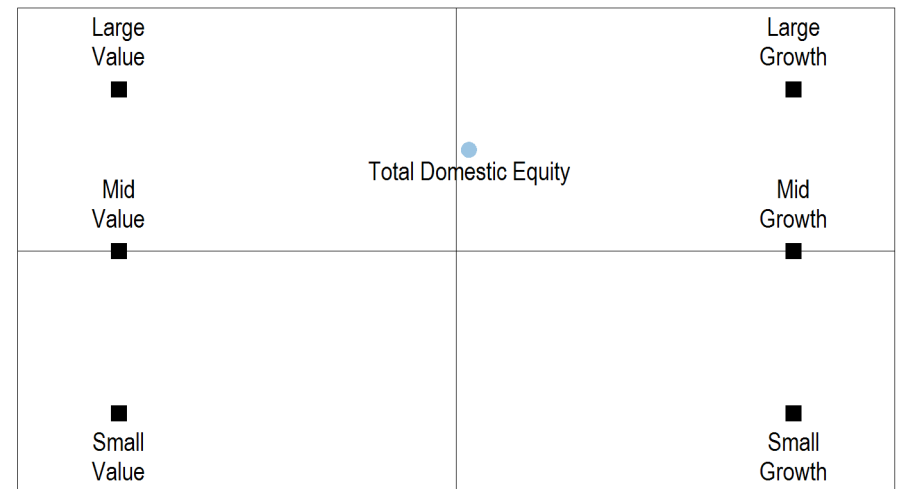 Large
Value
Large
Growth
Total Domestic Equity
Mid
Value
Mid
Growth
Small
Value
Small
Growth